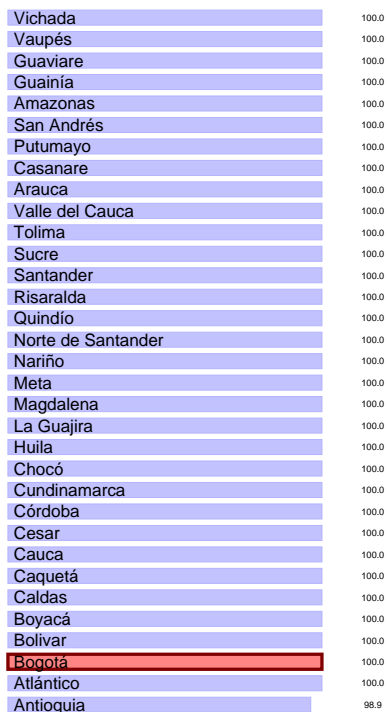 Vichada 100.0
Vaupés 100.0
Guaviare 100.0
Guainía 100.0
Amazonas 100.0
San Andrés 100.0
Putumayo 100.0
Casanare 100.0
Arauca 100.0
Valle del Cauca 100.0
Tolima 100.0
Sucre 100.0
Santander 100.0
Risaralda 100.0
Quindío 100.0
Norte de Santander 100.0
Nariño 100.0
Meta 100.0
Magdalena 100.0
La Guajira 100.0
Huila 100.0
Chocó 100.0
Cundinamarca 100.0
Córdoba 100.0
Cesar 100.0
Cauca 100.0
Caquetá 100.0
Caldas 100.0
Boyacá 100.0
Bolivar 100.0
Bogotá 100.0
Atlántico 100.0
Antioquia 98.9